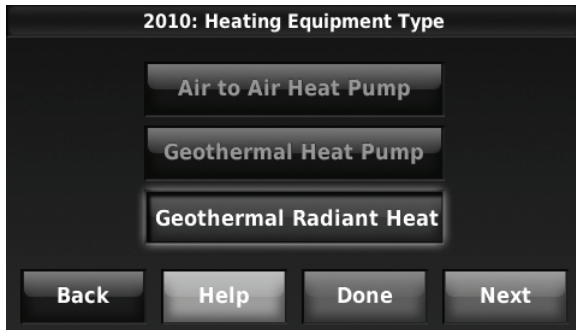 2010: Heating Equipment Type
Air to Air Heat Pump
Geothermal Heat Pump
Geothermal Radiant Heat
Back Help Done Next